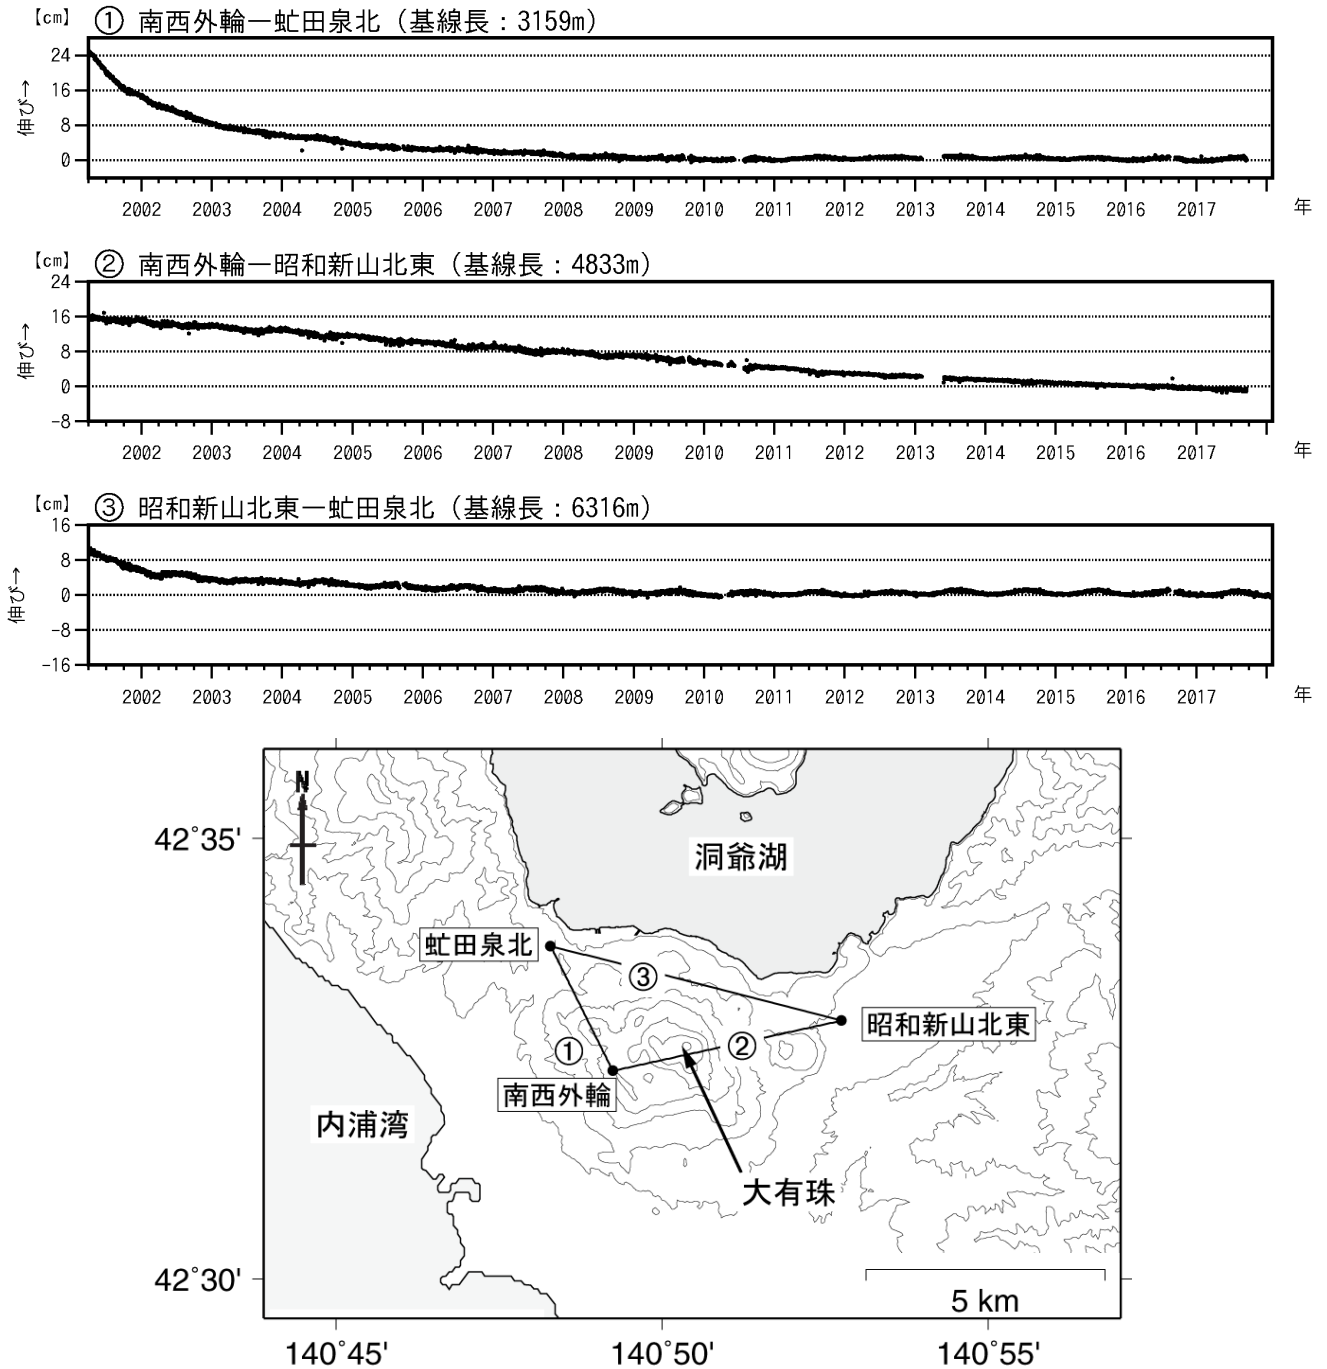 【cm】 ① 南西外輪ー虻田泉北（基線長：3159m）
24
16
8
0
伸び→
2002 2003 2004 2005 2006 2007 2008 2009 2010 2011 2012 2013 2014 2015 2016 2017 年
【cm】 ② 南西外輪ー昭和新山北東（基線長：4833m）
24
16
8
0
-8
伸び→
2002 2003 2004 2005 2006 2007 2008 2009 2010 2011 2012 2013 2014 2015 2016 2017 年
【cm】 ③ 昭和新山北東ー虻田泉北（基線長：6316m）
16
8
0
-8
-16
伸び→
2002 2003 2004 2005 2006 2007 2008 2009 2010 2011 2012 2013 2014 2015 2016 2017 年
N
42˚35'
洞爺湖
虻田泉北
③
昭和新山北東
①
②
南西外輪
内浦湾
大有珠
42˚30'
5 km
140˚45' 140˚50' 140˚55'